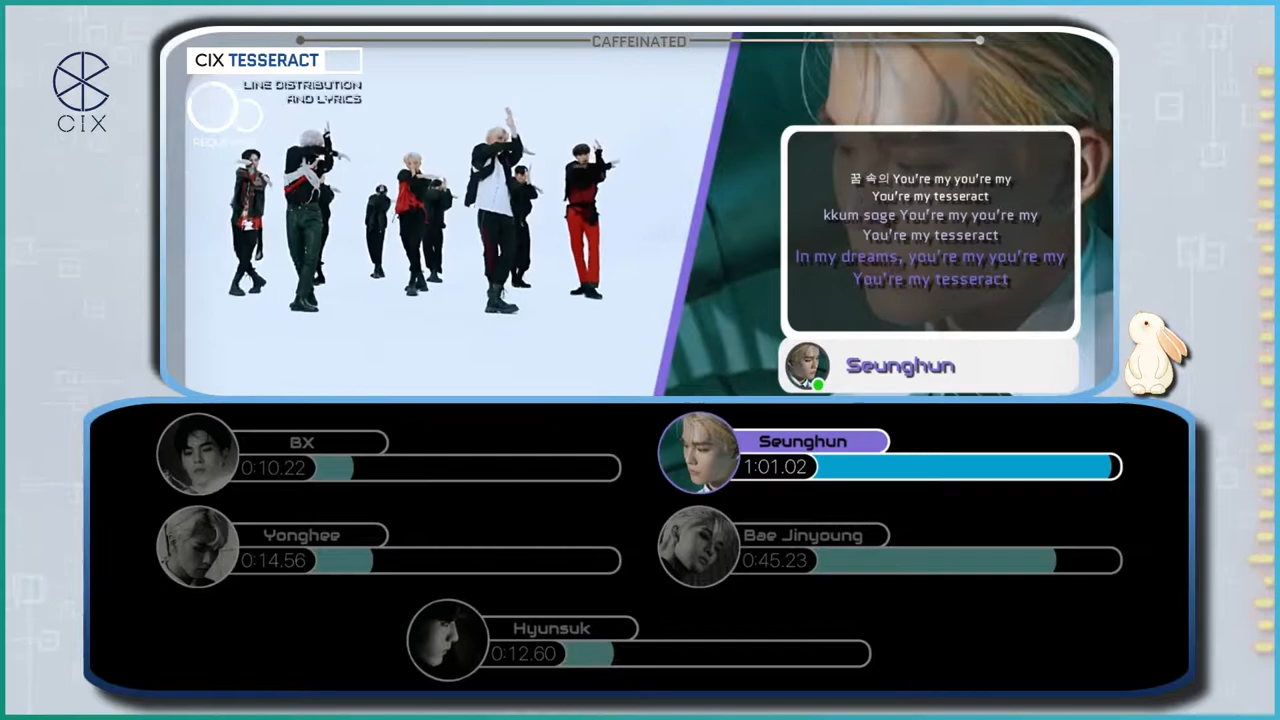 CAFFEINATED
CIX TESSERACT
LINE DISTRIBUTION
AND LYRICS
CIX
꿈 속의 You're my you're my
You're my tesseract
kkum soge You're my you're my
You're my tesseract
In my dreams, you're my you're my
You're my tesseract
Seunghun
BX
0:10.22
Seunghun
1:01.02
Yonghee
0:14.56
Bae Jinyoung
0:45.23
Hyunsuk
0:12.60